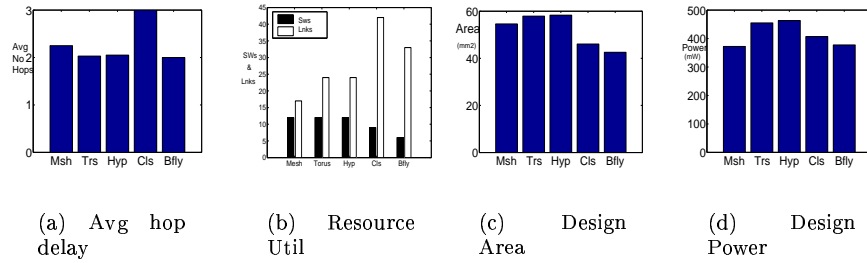 3
2
1
0
Avg
No
Hops
Msh Trs Hyp Cls Bfly
45
40
35
30
25
20
15
10
5
0
SWs
&
Lnks
Sws
Lnks
Mesh Torus Hyp Cls Bfly
60
40
20
0
Area
(mm2)
Msh Trs Hyp Cls Bfly
500
400
300
200
100
0
Power
(mW)
Msh Trs Hyp Cls Bfly
(a) Avg hop
delay
(b) Resource
Util
(c) Design
Area
(d) Design
Power